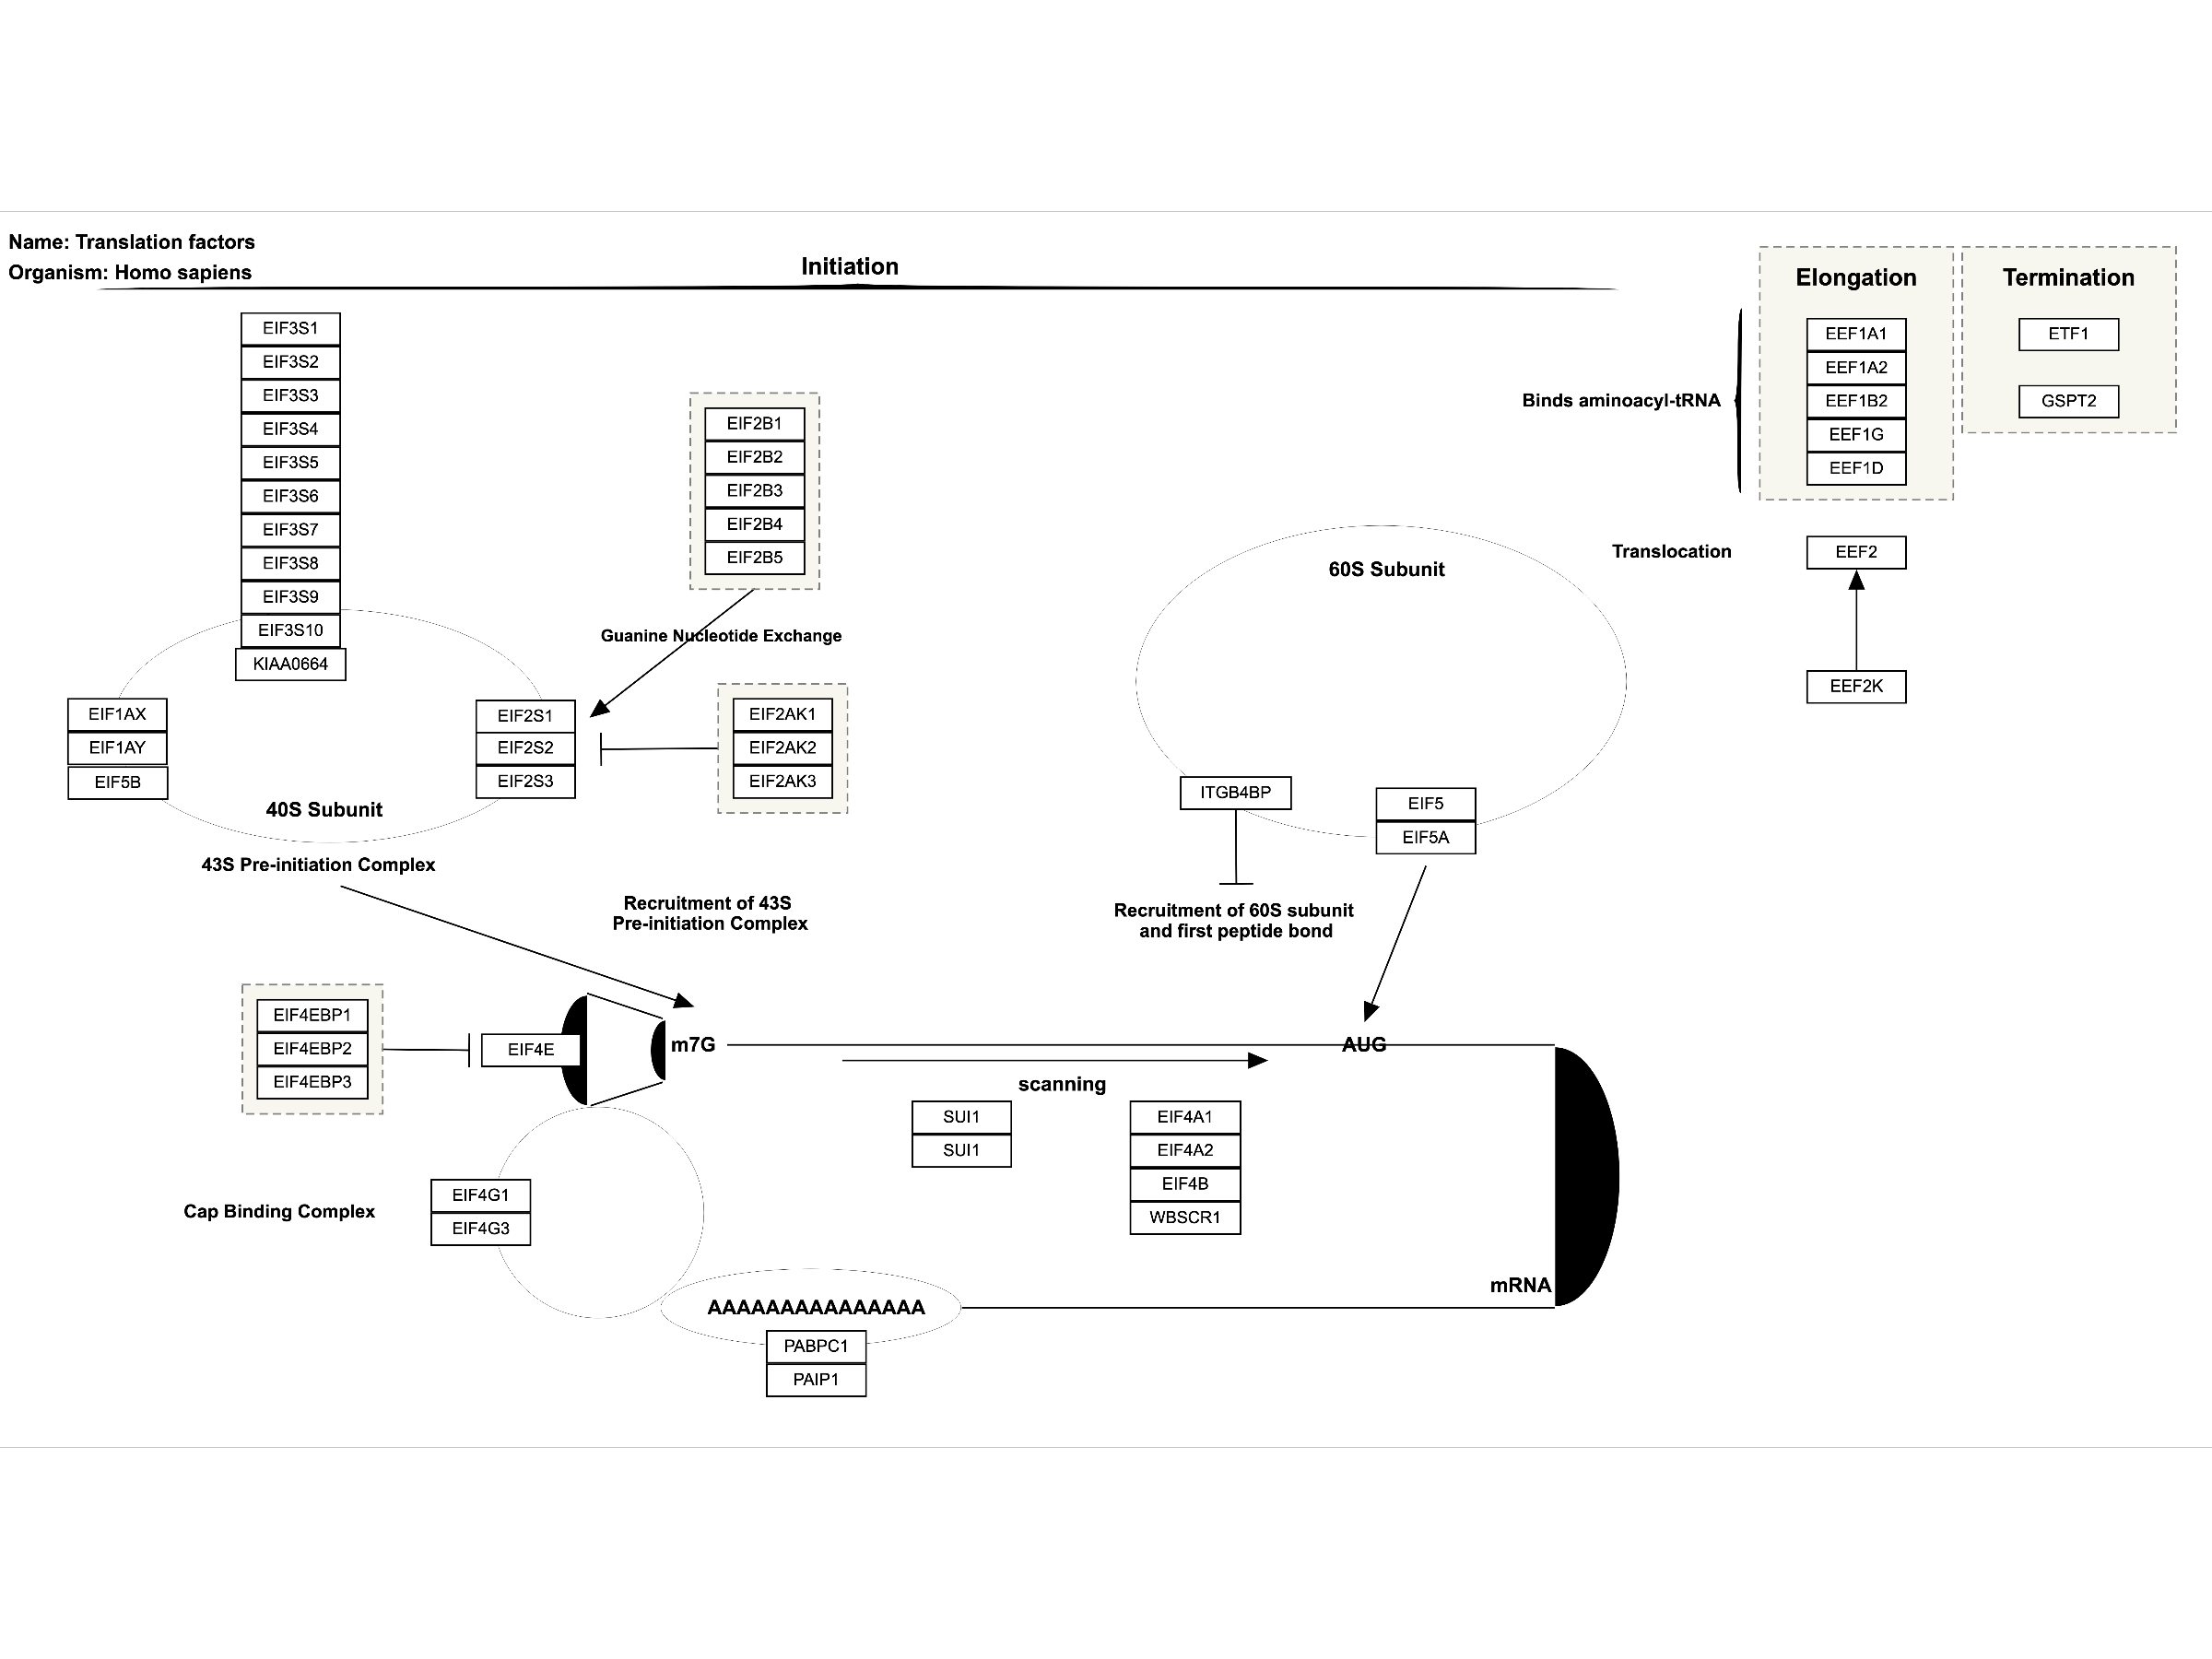 Name: Translation factors
Organism: Homo sapiens
Initiation
Elongation
Termination
EIF3S1
EIF3S2
EIF3S3
EIF3S4
EIF3S5
EIF3S6
EIF3S7
EIF3S8
EIF3S9
EIF3S10
KIAA0664
EIF1AX
EIF1AY
EIF5B
EIF2S1
EIF2S2
EIF2S3
40S Subunit
43S Pre-initiation Complex
EIF2B1
EIF2B2
EIF2B3
EIF2B4
EIF2B5
Guanine Nucleotide Exchange
EIF2AK1
EIF2AK2
EIF2AK3
Recruitment of 43S
Pre-initiation Complex
60S Subunit
ITGB4BP
EIF5
EIF5A
Recruitment of 60S subunit
and first peptide bond
Binds aminoacyl-tRNA
EEF1A1
EEF1A2
EEF1B2
EEF1G
EEF1D
ETF1
GSPT2
Translocation
EEF2
EEF2K
EIF4EBP1
EIF4EBP2
EIF4EBP3
EIF4E
m7G
AUG
scanning
SUI1
SUI1
EIF4A1
EIF4A2
EIF4B
WBSCR1
Cap Binding Complex
EIF4G1
EIF4G3
mRNA
AAAAAAAAAAAAAAA
PABPC1
PAIP1